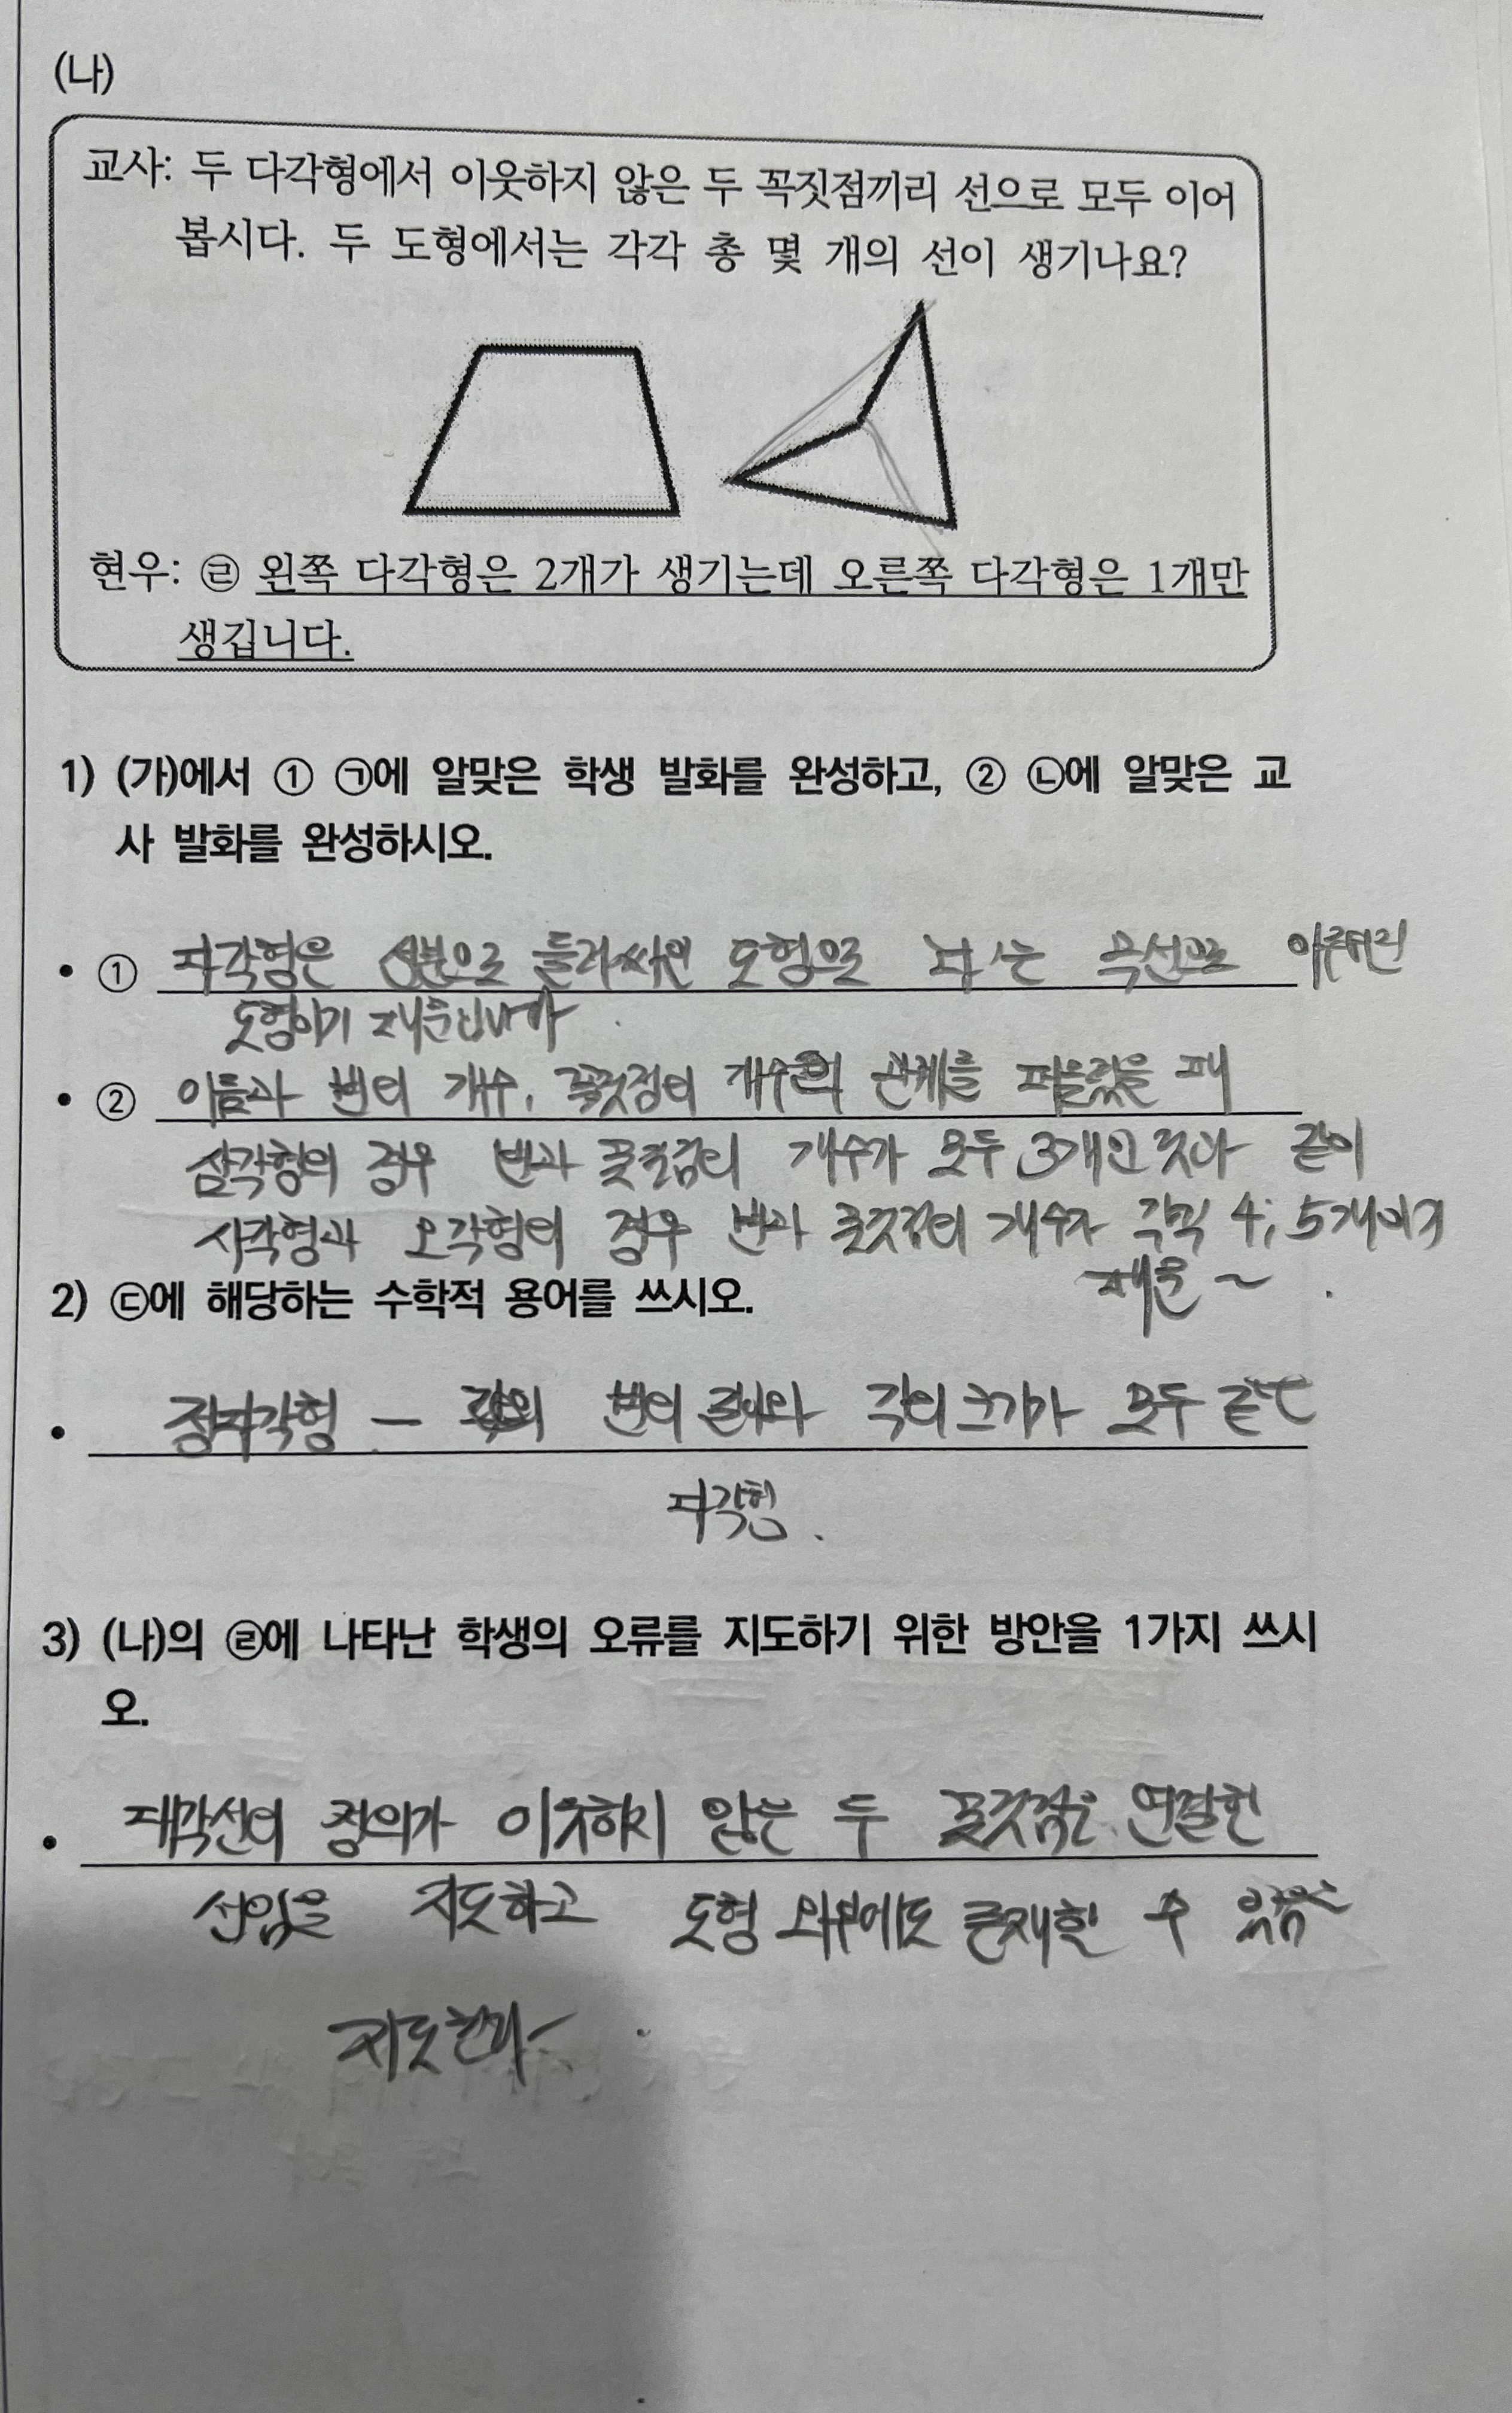 (나)
교사: 두 다각형에서 이웃하지 않은 두 꼭짓점끼리 선으로 모두 이어
봅시다. 두 도형에서는 각각 총 몇 개의 선이 생기나요?
현우: ㉣ 왼쪽 다각형은 2개가 생기는데 오른쪽 다각형은 1개만
생깁니다.
1) (가)에서 ① ㉠에 알맞은 학생 발화를 완성하고, ② ㉡에 알맞은 교
사 발화를 완성하시오.
• ① 다각형은 선분으로 둘러싸인 도형으로 는 곡선으로 이루어진
도형이기 때문입니다
• ② 이름과 변의 개수, 꼭짓점의 개수의 관계를 떠올렸을 때
삼각형의 경우 변과 꼭짓점의 개수가 모두 3개인 것과 같이
사각형과 오각형의 경우 변과 꼭짓점의 개수가 각각 4, 5개이기
때문 ~ .
2) ㉢에 해당하는 수학적 용어를 쓰시오.
• 정다각형 — 변의 길이와 각의 크기가 모두 같은
다각형.
3) (나)의 ㉣에 나타난 학생의 오류를 지도하기 위한 방안을 1가지 쓰시
오.
• 대각선의 정의가 이웃하지 않는 두 꼭짓점을 연결한
선임을 지도하고 도형 외부에도 존재할 수 있음을
지도한다.